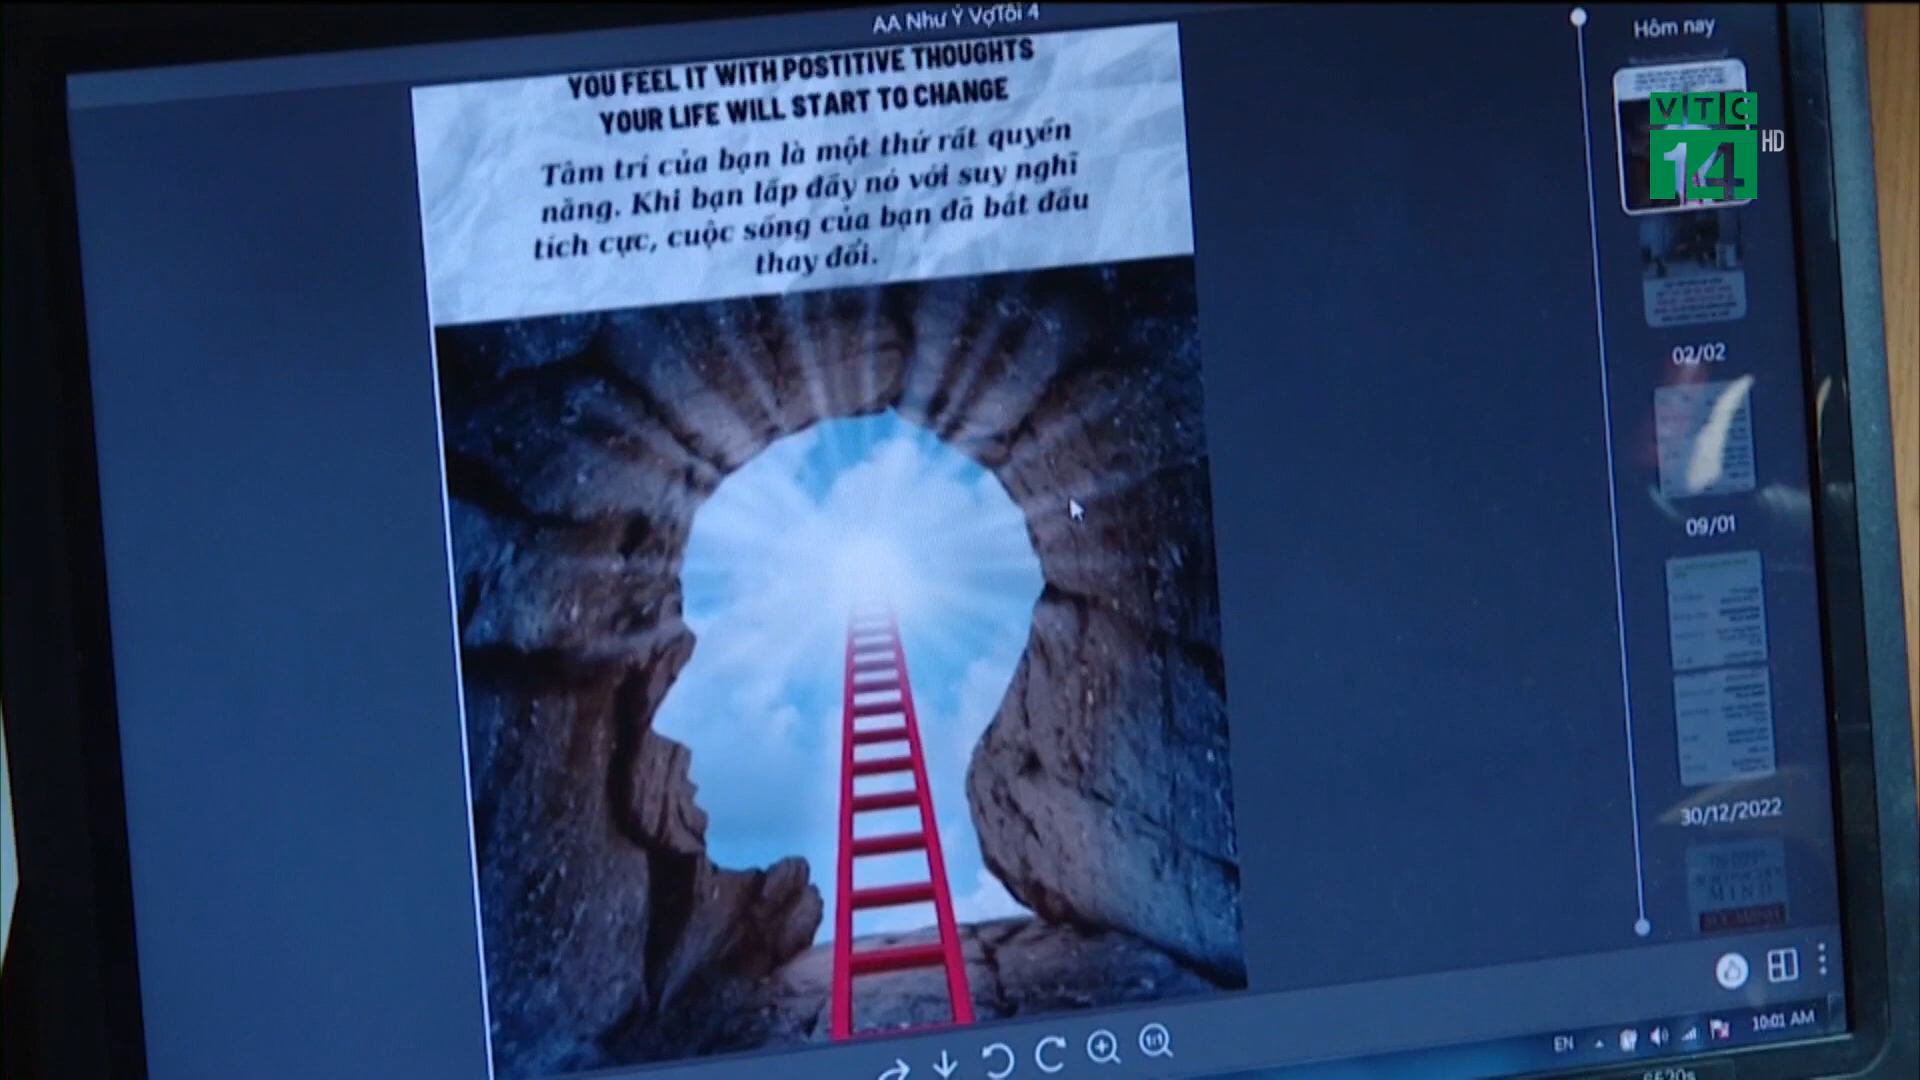 AA Như Ý VợTôi 4
YOU FEEL IT WITH POSTITIVE THOUGHTS
YOUR LIFE WILL START TO CHANGE
Tâm trí của bạn là một thứ rất quyền
năng. Khi bạn lấp đầy nó với suy nghĩ
tích cực, cuộc sống của bạn đã bắt đầu
thay đổi.
Hôm nay
VTC
14 HD
02/02
09/01
30/12/2022
MIND
1:1
EN
10:01 AM